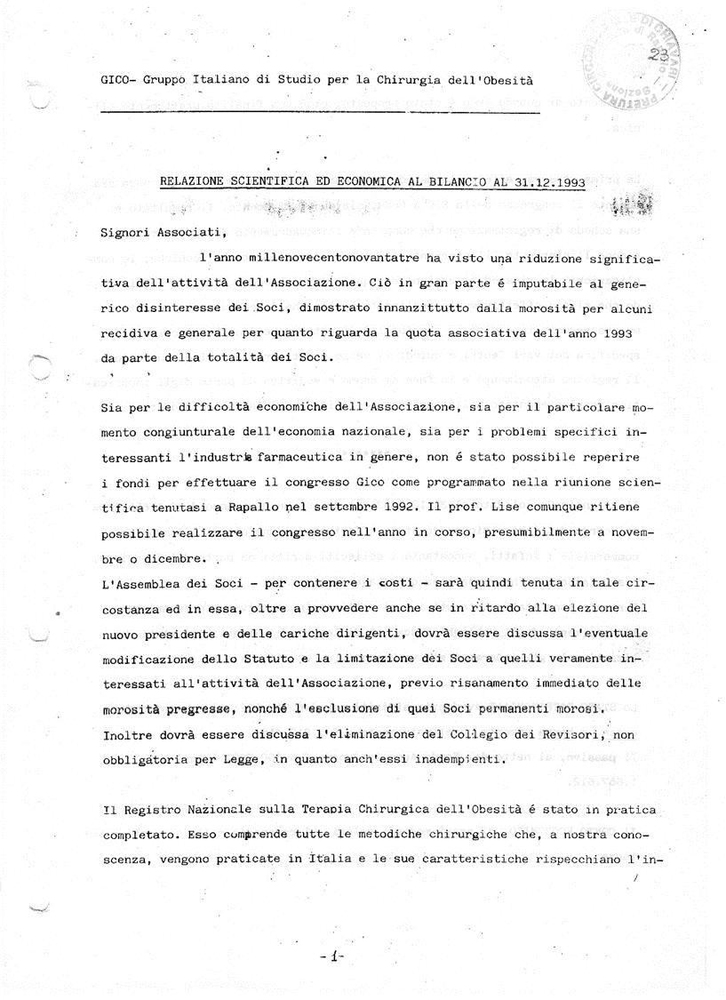 23
GICO- Gruppo Italiano di Studio per la Chirurgia dell'Obesità
RELAZIONE SCIENTIFICA ED ECONOMICA AL BILANCIO AL 31.12.1993
Signori Associati,
l'anno millenovecentonovantatre ha visto una riduzione significa-
tiva dell'attività dell'Associazione. Ciò in gran parte é imputabile al gene-
rico disinteresse dei Soci, dimostrato innanzittutto dalla morosità per alcuni
recidiva e generale per quanto riguarda la quota associativa dell'anno 1993
da parte della totalità dei Soci.
Sia per le difficoltà economiche dell'Associazione, sia per il particolare mo-
mento congiunturale dell'economia nazionale, sia per i problemi specifici in-
teressanti l'industria farmaceutica in genere, non é stato possibile reperire
i fondi per effettuare il congresso Gico come programmato nella riunione scien-
tifica tenutasi a Rapallo nel settembre 1992. Il prof. Lise comunque ritiene
possibile realizzare il congresso nell'anno in corso, presumibilmente a novem-
bre o dicembre.
L'Assemblea dei Soci - per contenere i costi - sarà quindi tenuta in tale cir-
costanza ed in essa, oltre a provvedere anche se in ritardo alla elezione del
nuovo presidente e delle cariche dirigenti, dovrà essere discussa l'eventuale
modificazione dello Statuto e la limitazione dei Soci a quelli veramente in-
teressati all'attività dell'Associazione, previo risanamento immediato delle
morosità pregresse, nonché l'esclusione di quei Soci permanenti morosi.
Inoltre dovrà essere discussa l'eliminazione del Collegio dei Revisori, non
obbligatoria per Legge, in quanto anch'essi inadempienti.
Il Registro Nazionale sulla Terapia Chirurgica dell'Obesità é stato in pratica
completato. Esso comprende tutte le metodiche chirurgiche che, a nostra cono-
scenza, vengono praticate in Italia e le sue caratteristiche rispecchiano l'in-
/
-1-